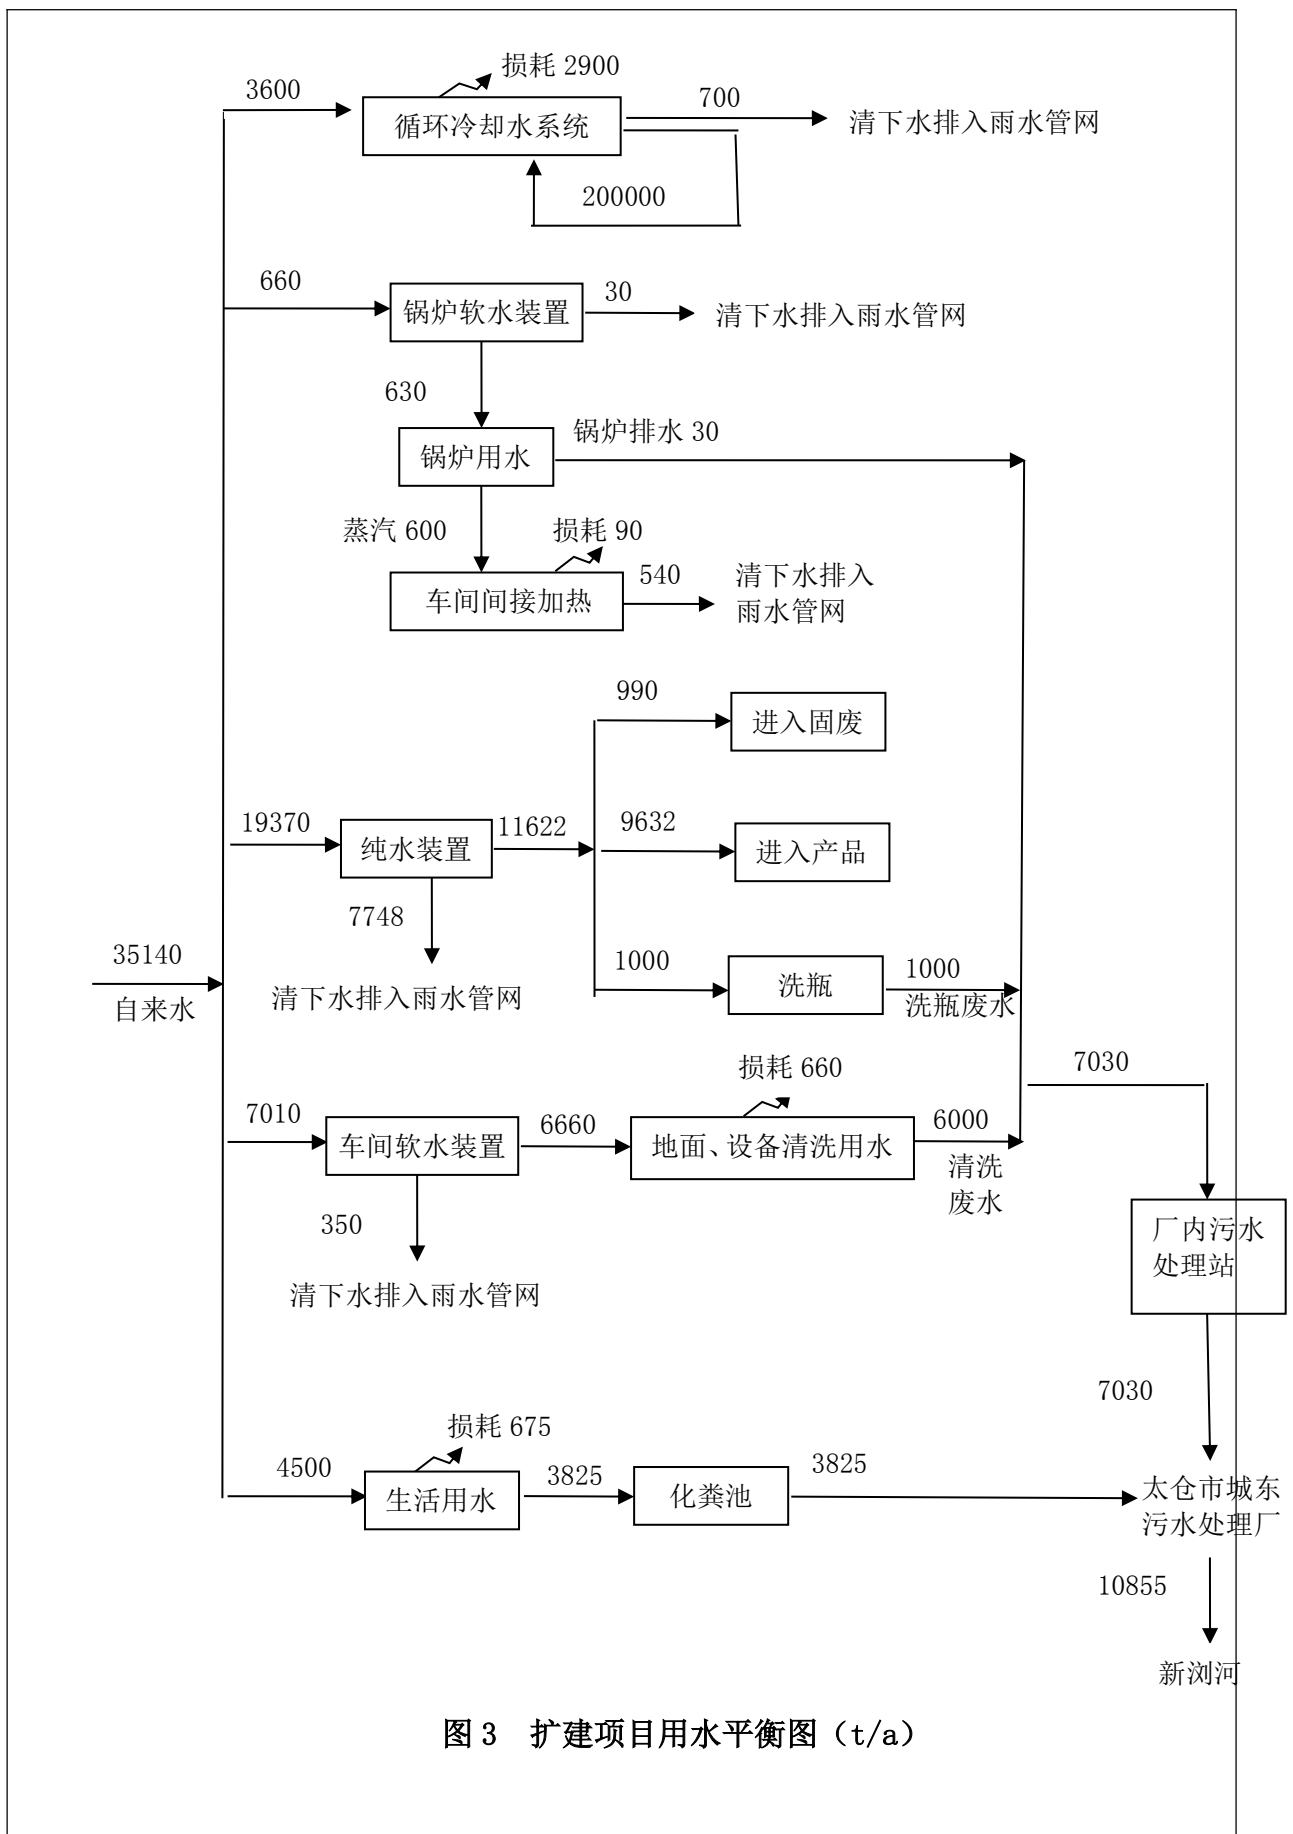 损耗 2900
3600
700
循环冷却水系统
清下水排入雨水管网
200000
660
30
锅炉软水装置
清下水排入雨水管网
630
锅炉排水 30
锅炉用水
蒸汽 600
损耗 90
540
清下水排入
雨水管网
车间间接加热
990
进入固废
19370
11622
9632
纯水装置
进入产品
7748
35140
自来水
清下水排入雨水管网
1000
洗瓶
1000
洗瓶废水
损耗 660
7030
7010
6660
6000
车间软水装置
地面、设备清洗用水
清洗
废水
350
清下水排入雨水管网
厂内污水
处理站
7030
损耗 675
4500
3825
3825
生活用水
化粪池
太仓市城东
污水处理厂
10855
新浏河
图 3 扩建项目用水平衡图（t/a）